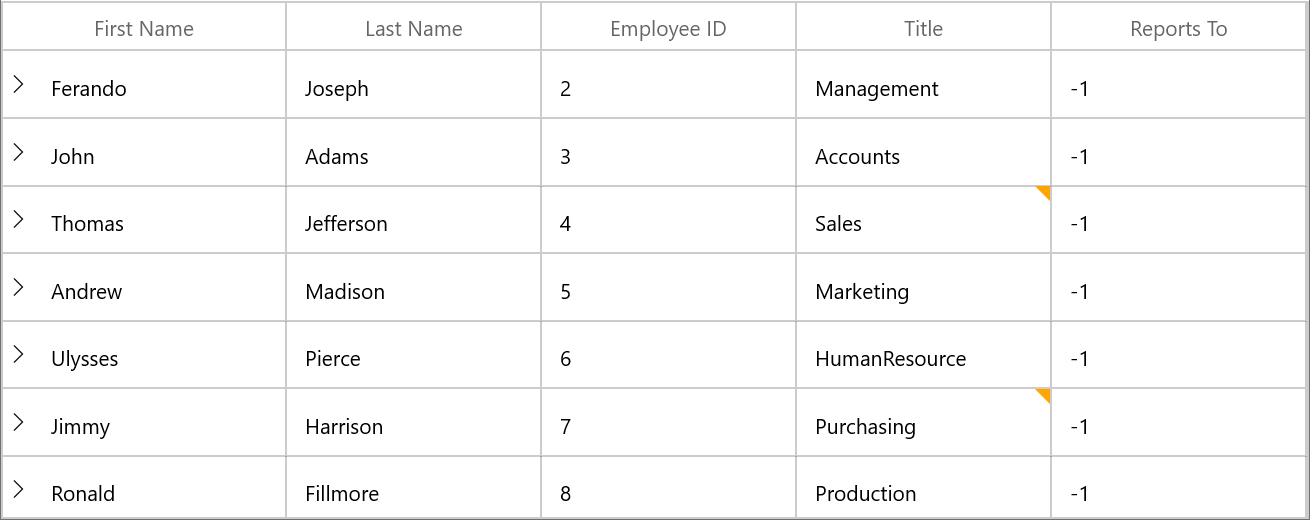 First Name Last Name Employee ID Title Reports To
Ferando Joseph 2 Management -1
John Adams 3 Accounts -1
Thomas Jefferson 4 Sales -1
Andrew Madison 5 Marketing -1
Ulysses Pierce 6 HumanResource -1
Jimmy Harrison 7 Purchasing -1
Ronald Fillmore 8 Production -1